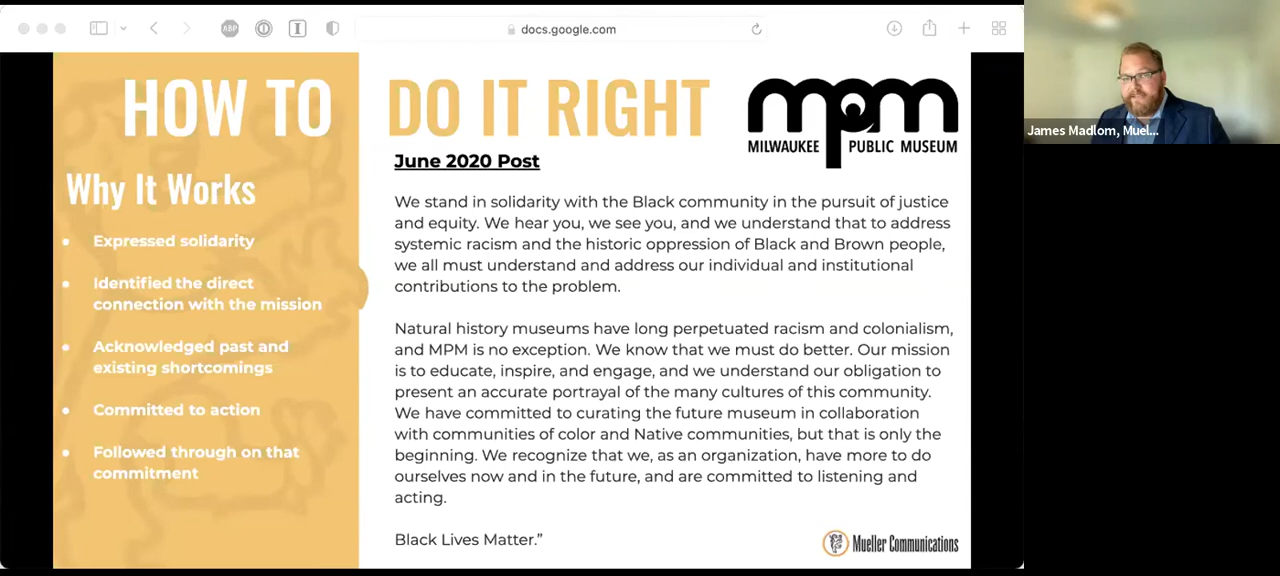 ABP
docs.google.com
HOW TO DO IT RIGHT
mpm
MILWAUKEE PUBLIC MUSEUM
Why It Works
Expressed solidarity
Identified the direct
connection with the mission
Acknowledged past and
existing shortcomings
Committed to action
Followed through on that
commitment
June 2020 Post
We stand in solidarity with the Black community in the pursuit of justice
and equity. We hear you, we see you, and we understand that to address
systemic racism and the historic oppression of Black and Brown people,
we all must understand and address our individual and institutional
contributions to the problem.
Natural history museums have long perpetuated racism and colonialism,
and MPM is no exception. We know that we must do better. Our mission
is to educate, inspire, and engage, and we understand our obligation to
present an accurate portrayal of the many cultures of this community.
We have committed to curating the future museum in collaboration
with communities of color and Native communities, but that is only the
beginning. We recognize that we, as an organization, have more to do
ourselves now and in the future, and are committed to listening and
acting.
Black Lives Matter.”
Mueller Communications
James Madlom, Muel...